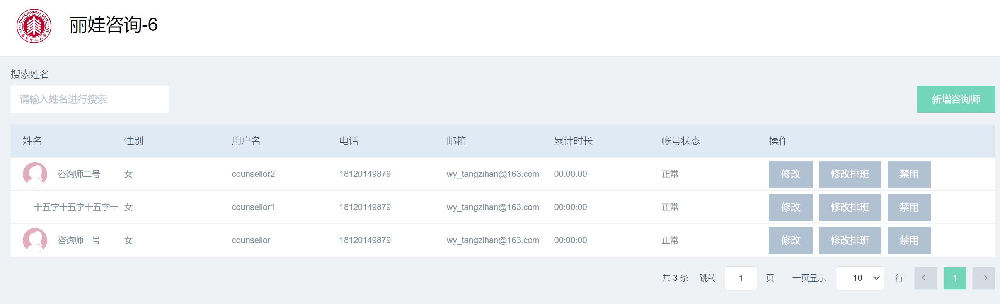 EAST CHINA NORMAL UNIVERSITY
華東師範大學
丽娃咨询-6
搜索姓名
请输入姓名进行搜索
新增咨询师
姓名 性别 用户名 电话 邮箱 累计时长 帐号状态 操作
咨询师二号 女 counsellor2 18120149879 wy_tangzihan@163.com 00:00:00 正常 修改 修改排班 禁用
十五字十五字十五字十 女 counsellor1 18120149879 wy_tangzihan@163.com 00:00:00 正常 修改 修改排班 禁用
咨询师一号 女 counsellor 18120149879 wy_tangzihan@163.com 00:00:00 正常 修改 修改排班 禁用
共 3 条 跳转 1 页 一页显示 10 行 1